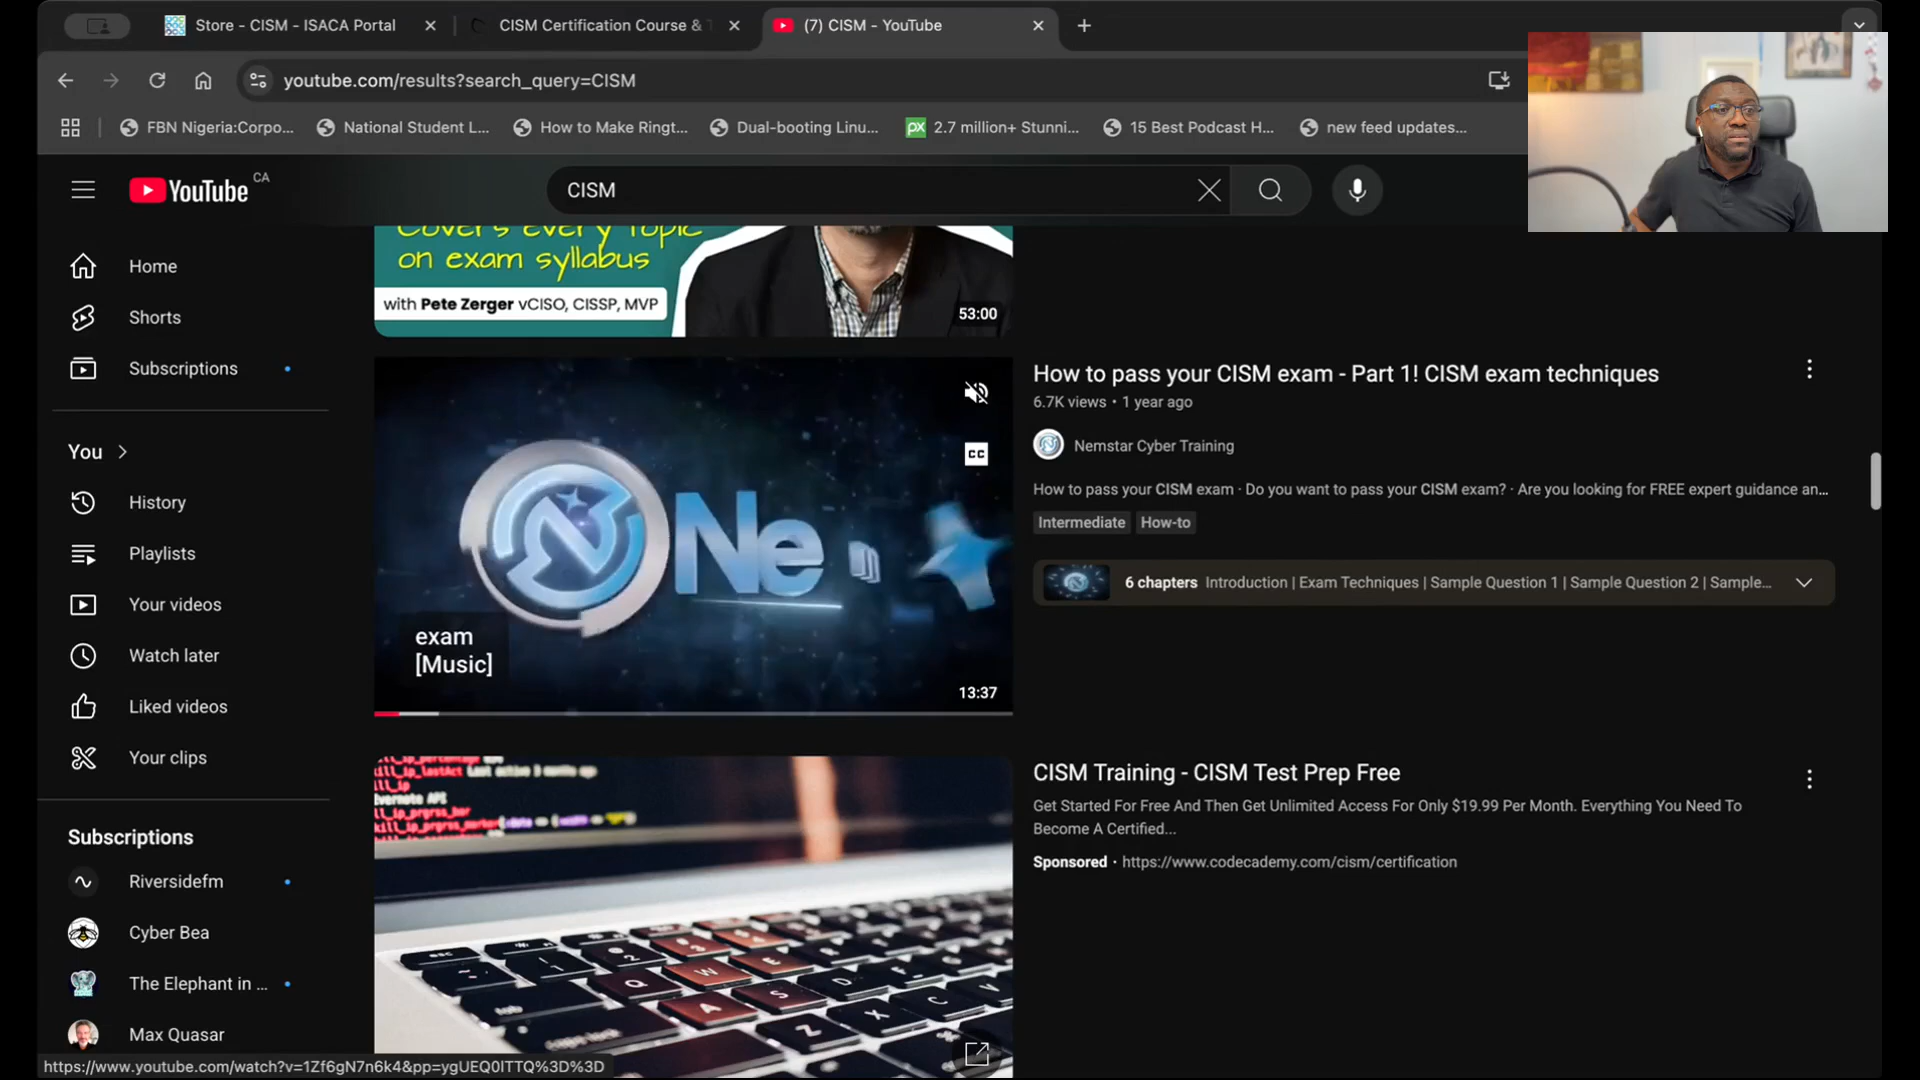 Store - CISM - ISACA Portal
CISM Certification Course &
(7) CISM - YouTube
youtube.com/results?search_query=CISM
FBN Nigeria:Corpo...
National Student L...
How to Make Ringt...
Dual-booting Linu...
px
2.7 million+ Stunni...
15 Best Podcast H...
new feed updates...
YouTube
CA
CISM
Home
Shorts
Subscriptions
You
History
Playlists
Your videos
Watch later
Liked videos
Your clips
Subscriptions
Riversidefm
Cyber Bea
The Elephant in ...
Max Quasar
Covers every topic
on exam syllabus
with Pete Zerger vCISO, CISSP, MVP
53:00
CC
Ne
exam
[Music]
13:37
How to pass your CISM exam - Part 1! CISM exam techniques
6.7K views • 1 year ago
Nemstar Cyber Training
How to pass your CISM exam · Do you want to pass your CISM exam? · Are you looking for FREE expert guidance an...
Intermediate
How-to
6 chapters Introduction | Exam Techniques | Sample Question 1 | Sample Question 2 | Sample...
CISM Training - CISM Test Prep Free
Get Started For Free And Then Get Unlimited Access For Only $19.99 Per Month. Everything You Need To
Become A Certified...
Sponsored · https://www.codecademy.com/cism/certification
https://www.youtube.com/watch?v=1Zf6gN7n6k4&pp=ygUEQ0lTTQ%3D%3D